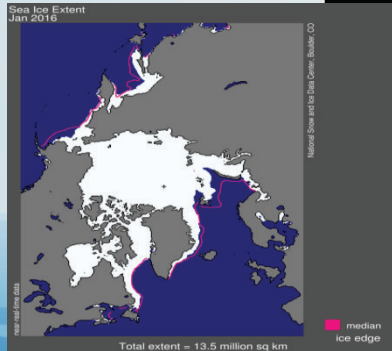 Sea Ice Extent
Jan 2016
National Snow and Ice Data Center, Boulder, CO
near-real-time data
median
ice edge
Total extent = 13.5 million sq km